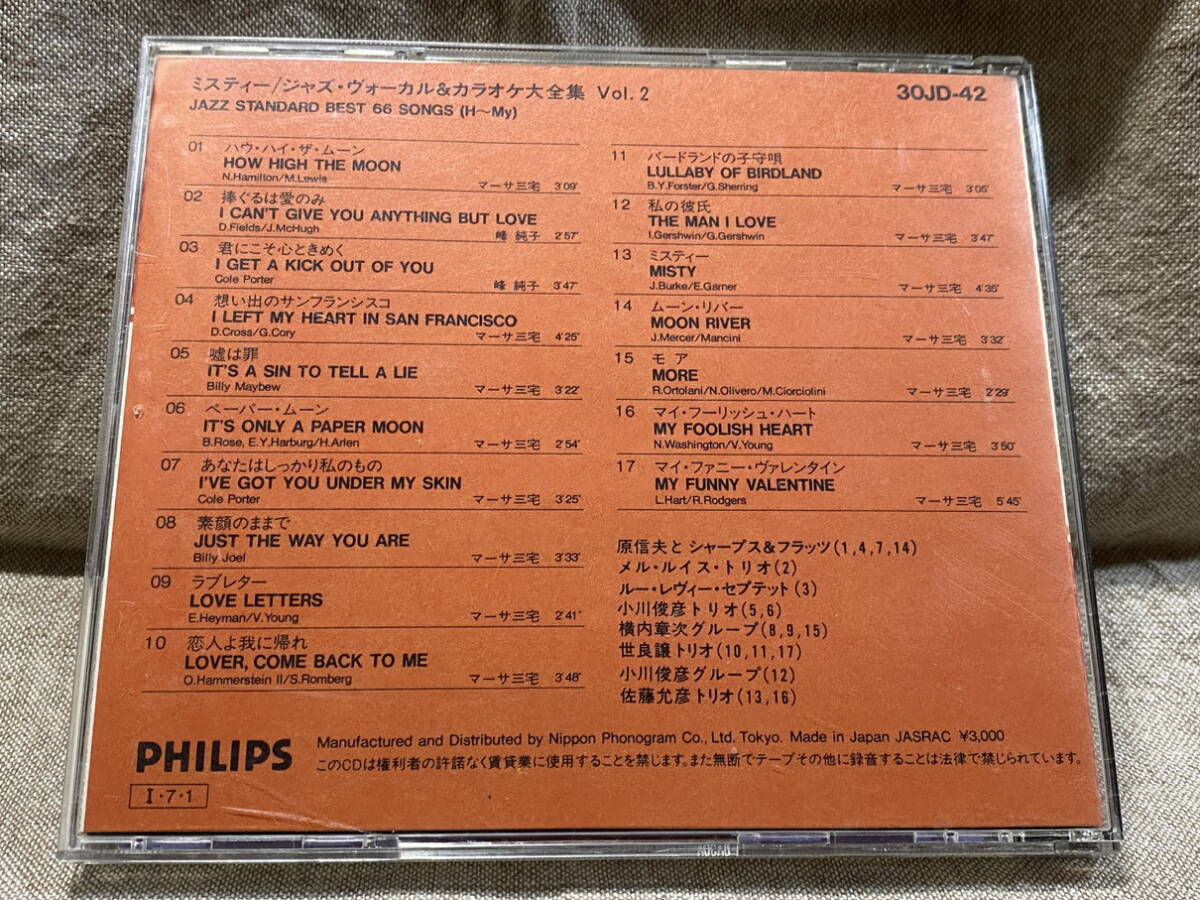 ミスティー/ジャズ・ヴォーカル&カラオケ大全集 Vol. 2
30JD-42
JAZZ STANDARD BEST 66 SONGS (H〜My)
01 ハウ・ハイ・ザ・ムーン
HOW HIGH THE MOON
N.Hamilton/M.Lewis マーサ三宅 3'09"
02 捧ぐるは愛のみ
I CAN'T GIVE YOU ANYTHING BUT LOVE
D.Fields/J.McHugh 峰 純子 2'57"
03 君にこそ心ときめく
I GET A KICK OUT OF YOU
Cole Porter 峰 純子 3'47"
04 想い出のサンフランシスコ
I LEFT MY HEART IN SAN FRANCISCO
D.Cross/G.Cory マーサ三宅 4'25"
05 嘘は罪
IT'S A SIN TO TELL A LIE
Billy Maybew マーサ三宅 3'22"
06 ペーパー・ムーン
IT'S ONLY A PAPER MOON
B.Rose, E.Y.Harburg/H.Arlen マーサ三宅 2'54"
07 あなたはしっかり私のもの
I'VE GOT YOU UNDER MY SKIN
Cole Porter マーサ三宅 3'25"
08 素顔のままで
JUST THE WAY YOU ARE
Billy Joel マーサ三宅 3'33"
09 ラブレター
LOVE LETTERS
E.Heyman/V.Young マーサ三宅 2'41"
10 恋人よ我に帰れ
LOVER, COME BACK TO ME
O.Hammerstein II/S.Romberg マーサ三宅 3'48"
11 バードランドの子守唄
LULLABY OF BIRDLAND
B.Y.Forster/G.Sherring マーサ三宅 3'05"
12 私の彼氏
THE MAN I LOVE
I.Gershwin/G.Gershwin マーサ三宅 3'47"
13 ミスティー
MISTY
J.Burke/E.Garner マーサ三宅 4'35"
14 ムーン・リバー
MOON RIVER
J.Mercer/Mancini マーサ三宅 3'32"
15 モ ア
MORE
R.Ortolani/N.Olivero/M.Ciorciolini マーサ三宅 2'29"
16 マイ・フーリッシュ・ハート
MY FOOLISH HEART
N.Washington/V.Young マーサ三宅 3'50"
17 マイ・ファニー・ヴァレンタイン
MY FUNNY VALENTINE
L.Hart/R.Rodgers マーサ三宅 5'45"
原信夫と シャープス&フラッツ(1,4,7,14)
メル・ルイス・トリオ(2)
ルー・レヴィー・セプテット(3)
小川俊彦トリオ(5,6)
横内章次グループ(8,9,15)
世良譲トリオ(10,11,17)
小川俊彦グループ(12)
佐藤允彦トリオ(13,16)
PHILIPS
Manufactured and Distributed by Nippon Phonogram Co., Ltd. Tokyo. Made in Japan JASRAC ¥3,000
このCDは権利者の許諾なく賃貸業に使用することを禁じます。また無断でテープその他に録音することは法律で禁じられています。
I・7・1